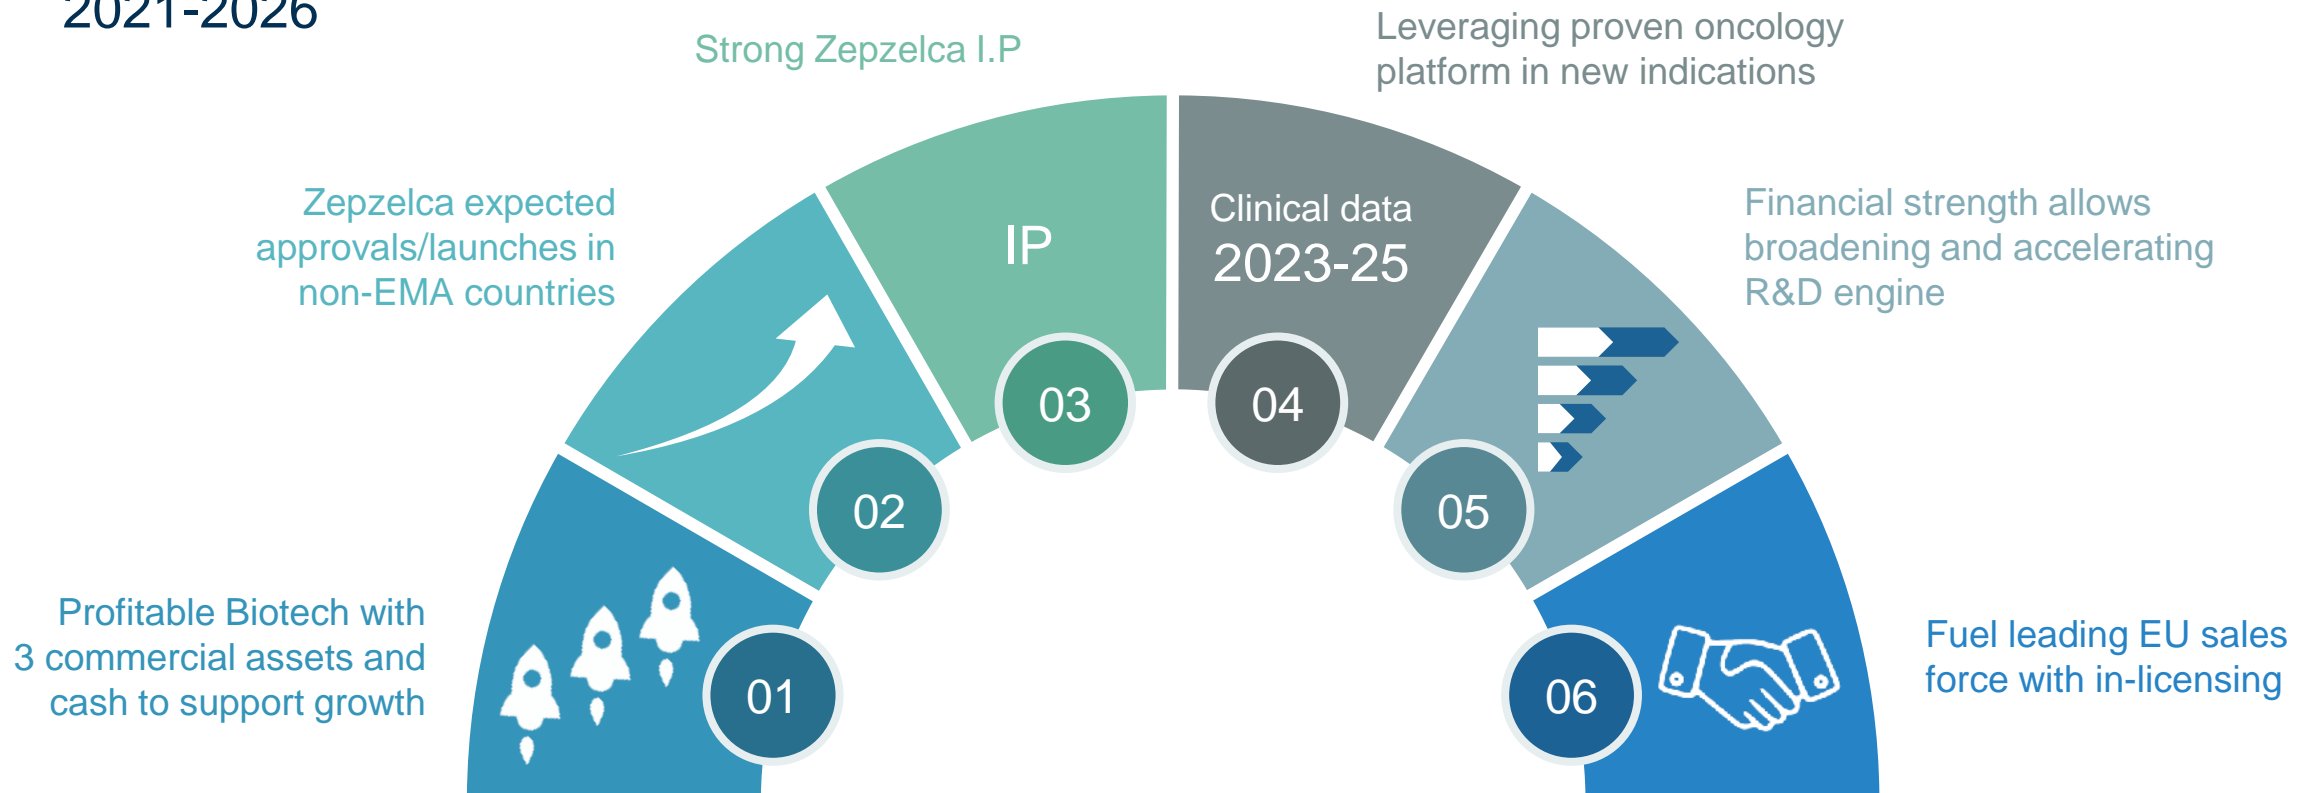 2021-2026
Strong Zepzelca I.P
Leveraging proven oncology
platform in new indications
Zepzelca expected
approvals/launches in
non-EMA countries
IP
Clinical data
2023-25
Financial strength allows
broadening and accelerating
R&D engine
03
04
02
05
Profitable Biotech with
3 commercial assets and
cash to support growth
01
06
Fuel leading EU sales
force with in-licensing